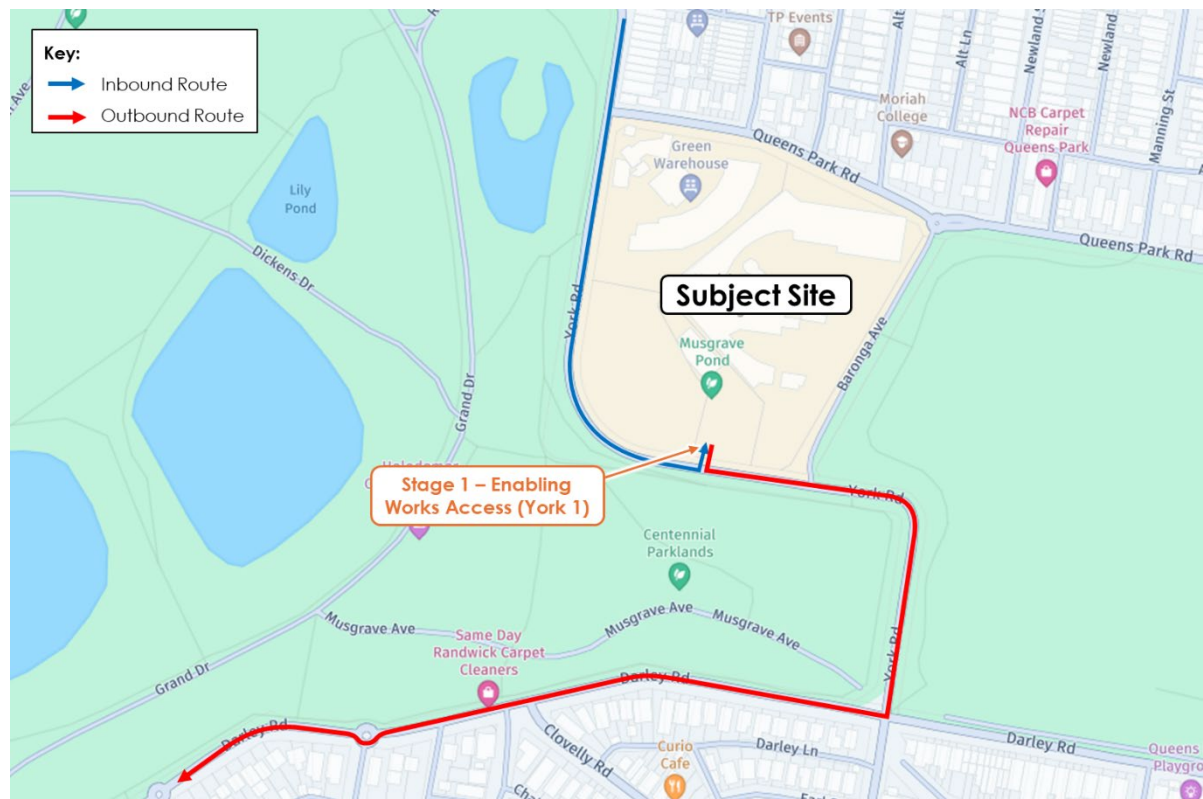 Key:
Inbound Route
Outbound Route
TP Events
Alt
Alt Ln
Newland
Newland
Manning St
Moriah
College
NCB Carpet
Repair
Queens Park
Queens Park Rd
Green
Warehouse
Queens Park Rd
Lily
Pond
Dickens Dr
York Rd
Subject Site
Musgrave
Pond
Baronga Ave
Grand Dr
Stage 1 – Enabling
Works Access (York 1)
York Rd
Centennial
Parklands
Musgrave Ave
Musgrave Ave
Musgrave Ave
York Rd
Same Day
Randwick Carpet
Cleaners
Grand Dr
Darley Rd
Darley Rd
Clovelly Rd
Curio
Cafe
Darley Ln
Darley Rd
Queens